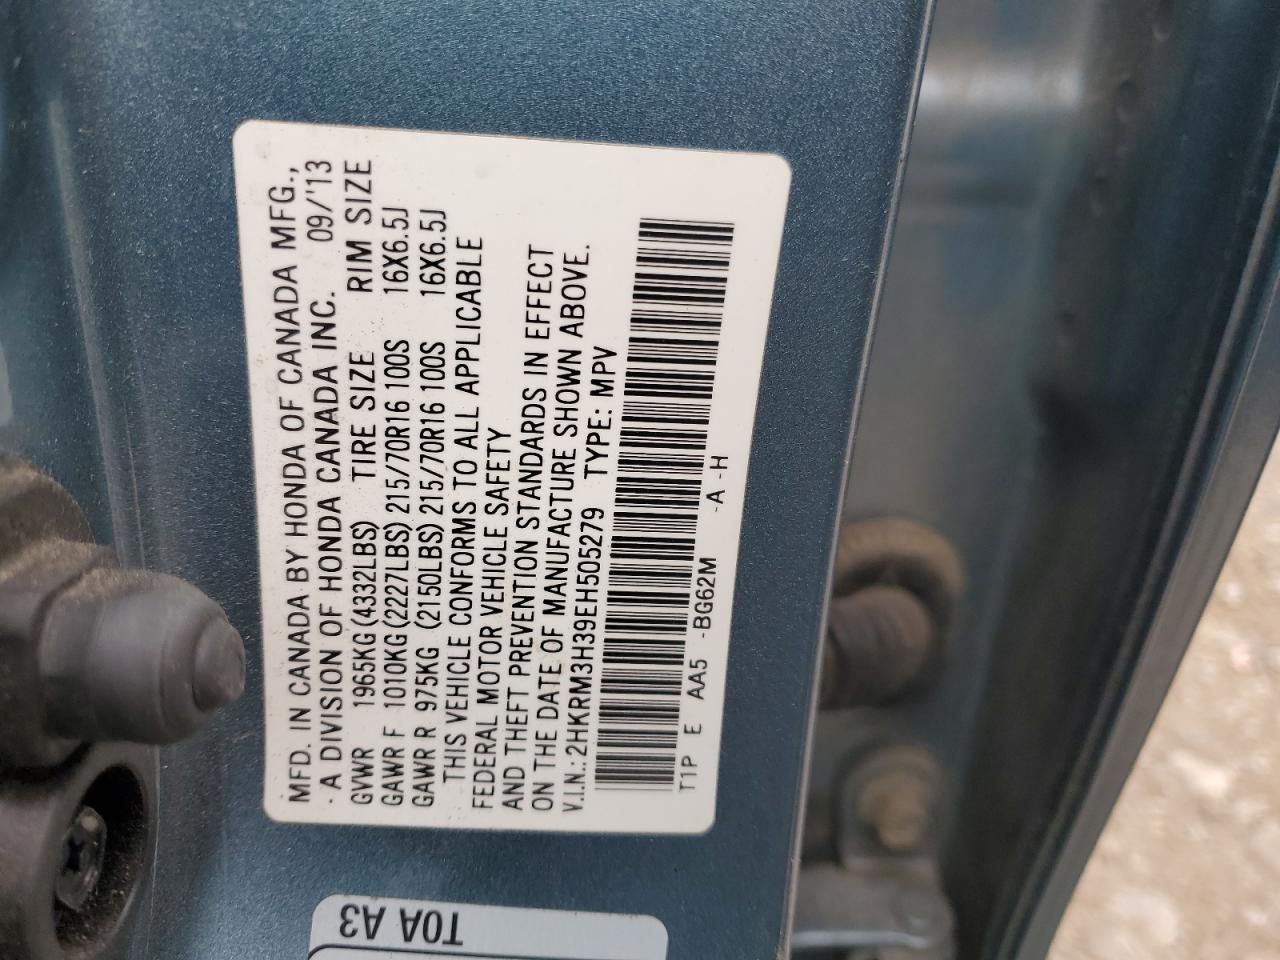 MFD. IN CANADA BY HONDA OF CANADA MFG.,
A DIVISION OF HONDA CANADA INC. 09/'13
GVWR 1965KG(4332LBS) TIRE SIZE RIM SIZE
GAWR F 1010KG(2227LBS) 215/70R16 100S 16X6.5J
GAWR R 975KG (2150LBS) 215/70R16 100S 16X6.5J
THIS VEHICLE CONFORMS TO ALL APPLICABLE
FEDERAL MOTOR VEHICLE SAFETY
AND THEFT PREVENTION STANDARDS IN EFFECT
ON THE DATE OF MANUFACTURE SHOWN ABOVE.
V.I.N.: 2HKRM3H39EH505279 TYPE: MPV
T1P E AA5 -BG62M -A -H
T0A A3